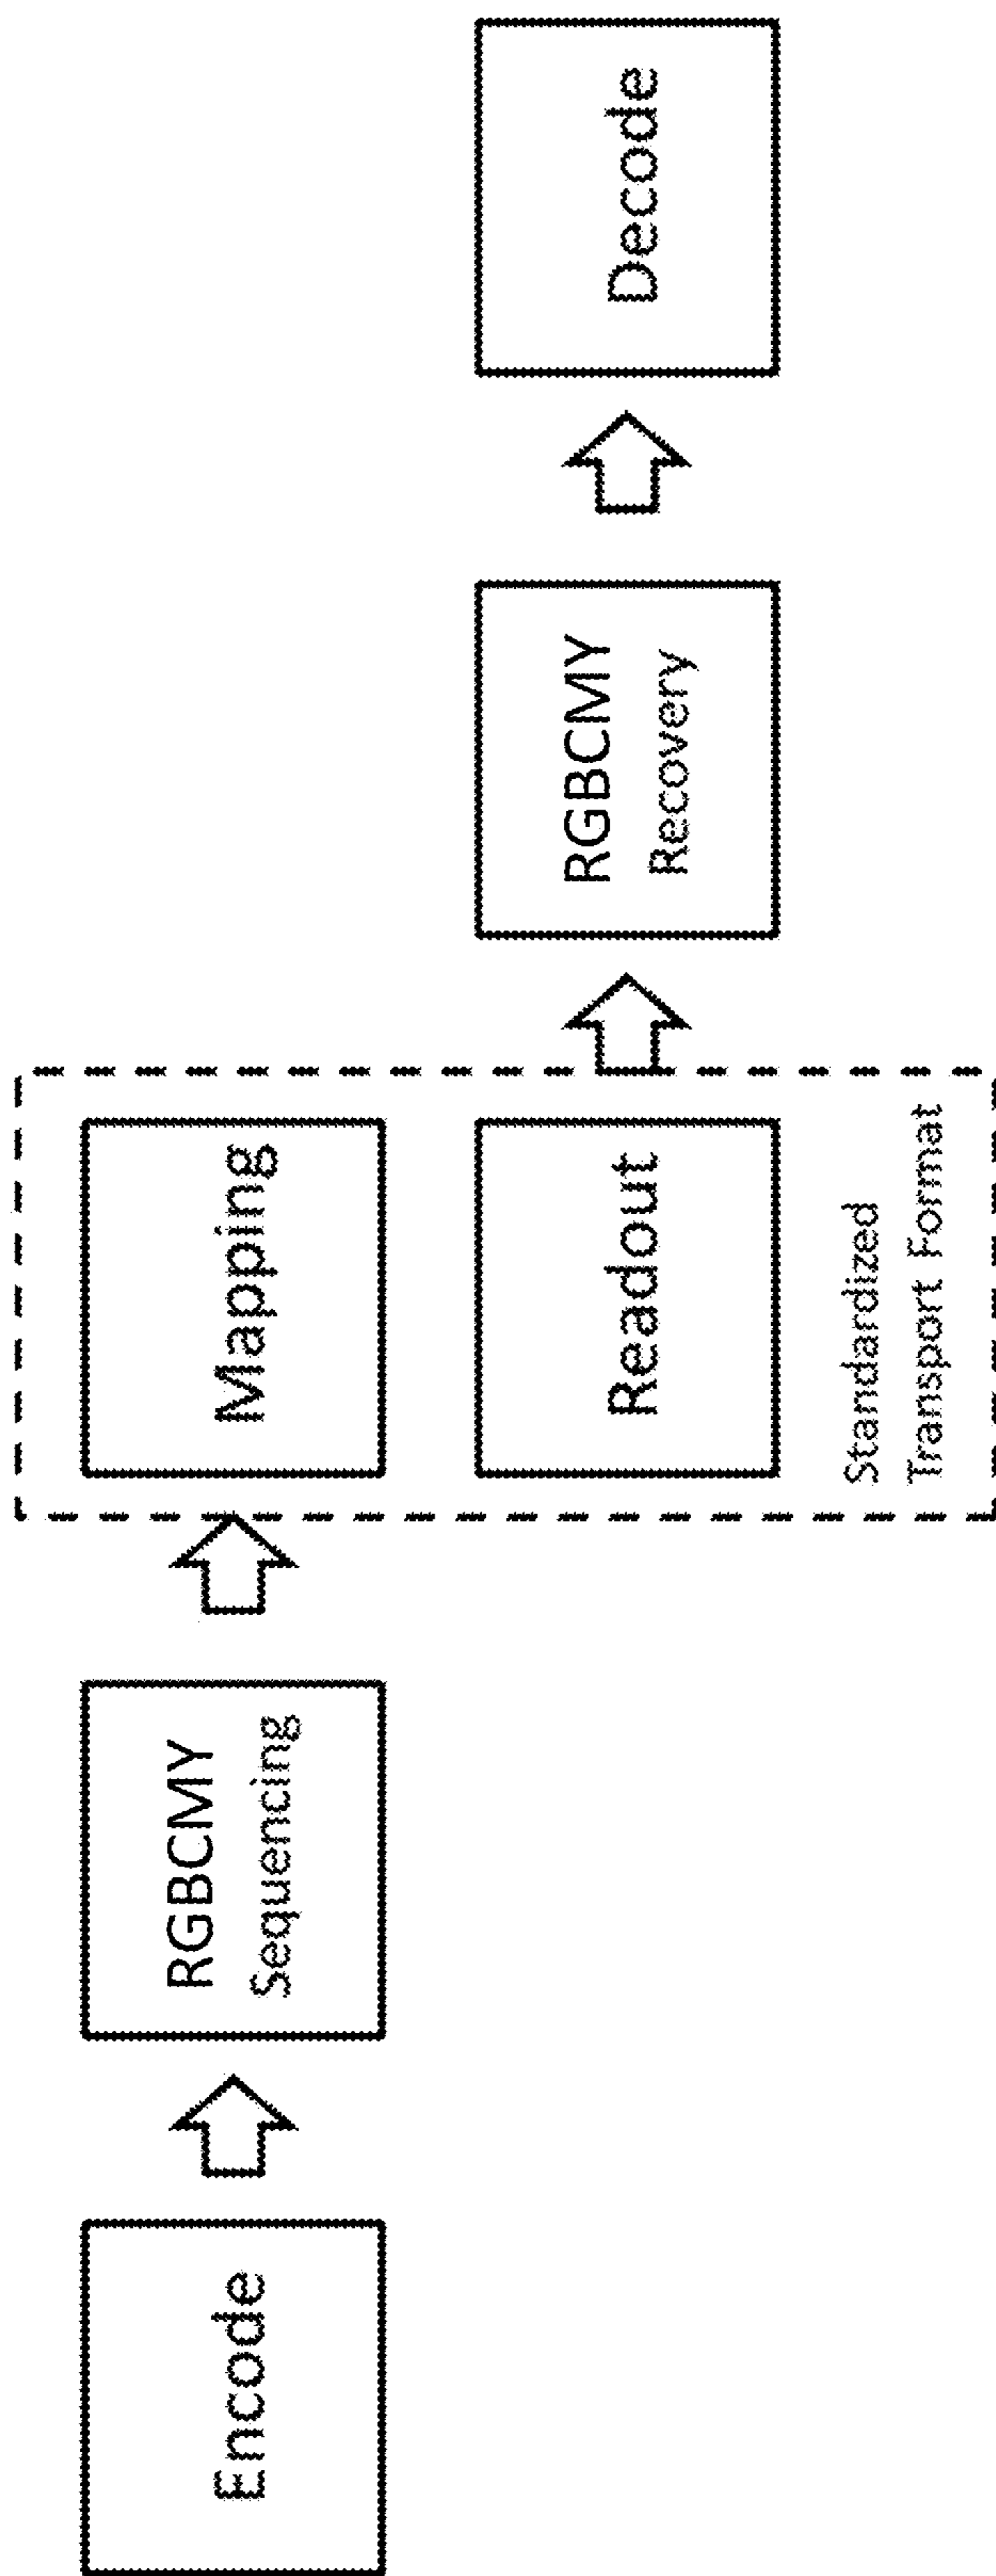 Encode
RGBCMY
Sequencing
Mapping
Readout
Standardized
Transport Format
RGBCMY
Recovery
Decode